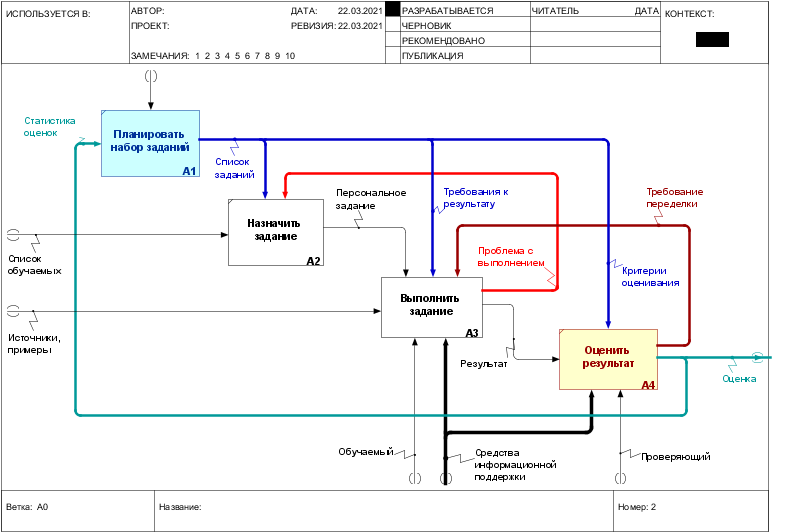 ИСПОЛЬЗУЕТСЯ В:
АВТОР:
ДАТА: 22.03.2021
РАЗРАБАТЫВАЕТСЯ
ЧИТАТЕЛЬ
ДАТА
КОНТЕКСТ:
ПРОЕКТ:
РЕВИЗИЯ: 22.03.2021
ЧЕРНОВИК
РЕКОМЕНДОВАНО
ЗАМЕЧАНИЯ: 1 2 3 4 5 6 7 8 9 10
ПУБЛИКАЦИЯ
Статистика
оценок
Планировать
набор заданий
A1
Список
заданий
Персональное
задание
Требования к
результату
Требование
переделки
Назначить
задание
A2
Список
обучаемых
Проблема с
выполнением
Критерии
оценивания
Выполнить
задание
A3
Источники,
примеры
Результат
Оценить
результат
A4
Оценка
Обучаемый
Средства
информационной
поддержки
Проверяющий
Ветка: A0
Название:
Номер: 2